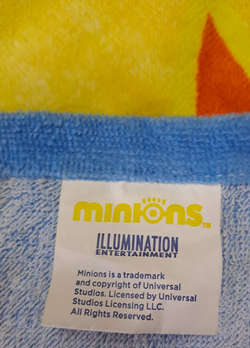 minions™
ILLUMINATION
ENTERTAINMENT
Minions is a trademark
and copyright of Universal
Studios. Licensed by Universal
Studios Licensing LLC.
All Rights Reserved.